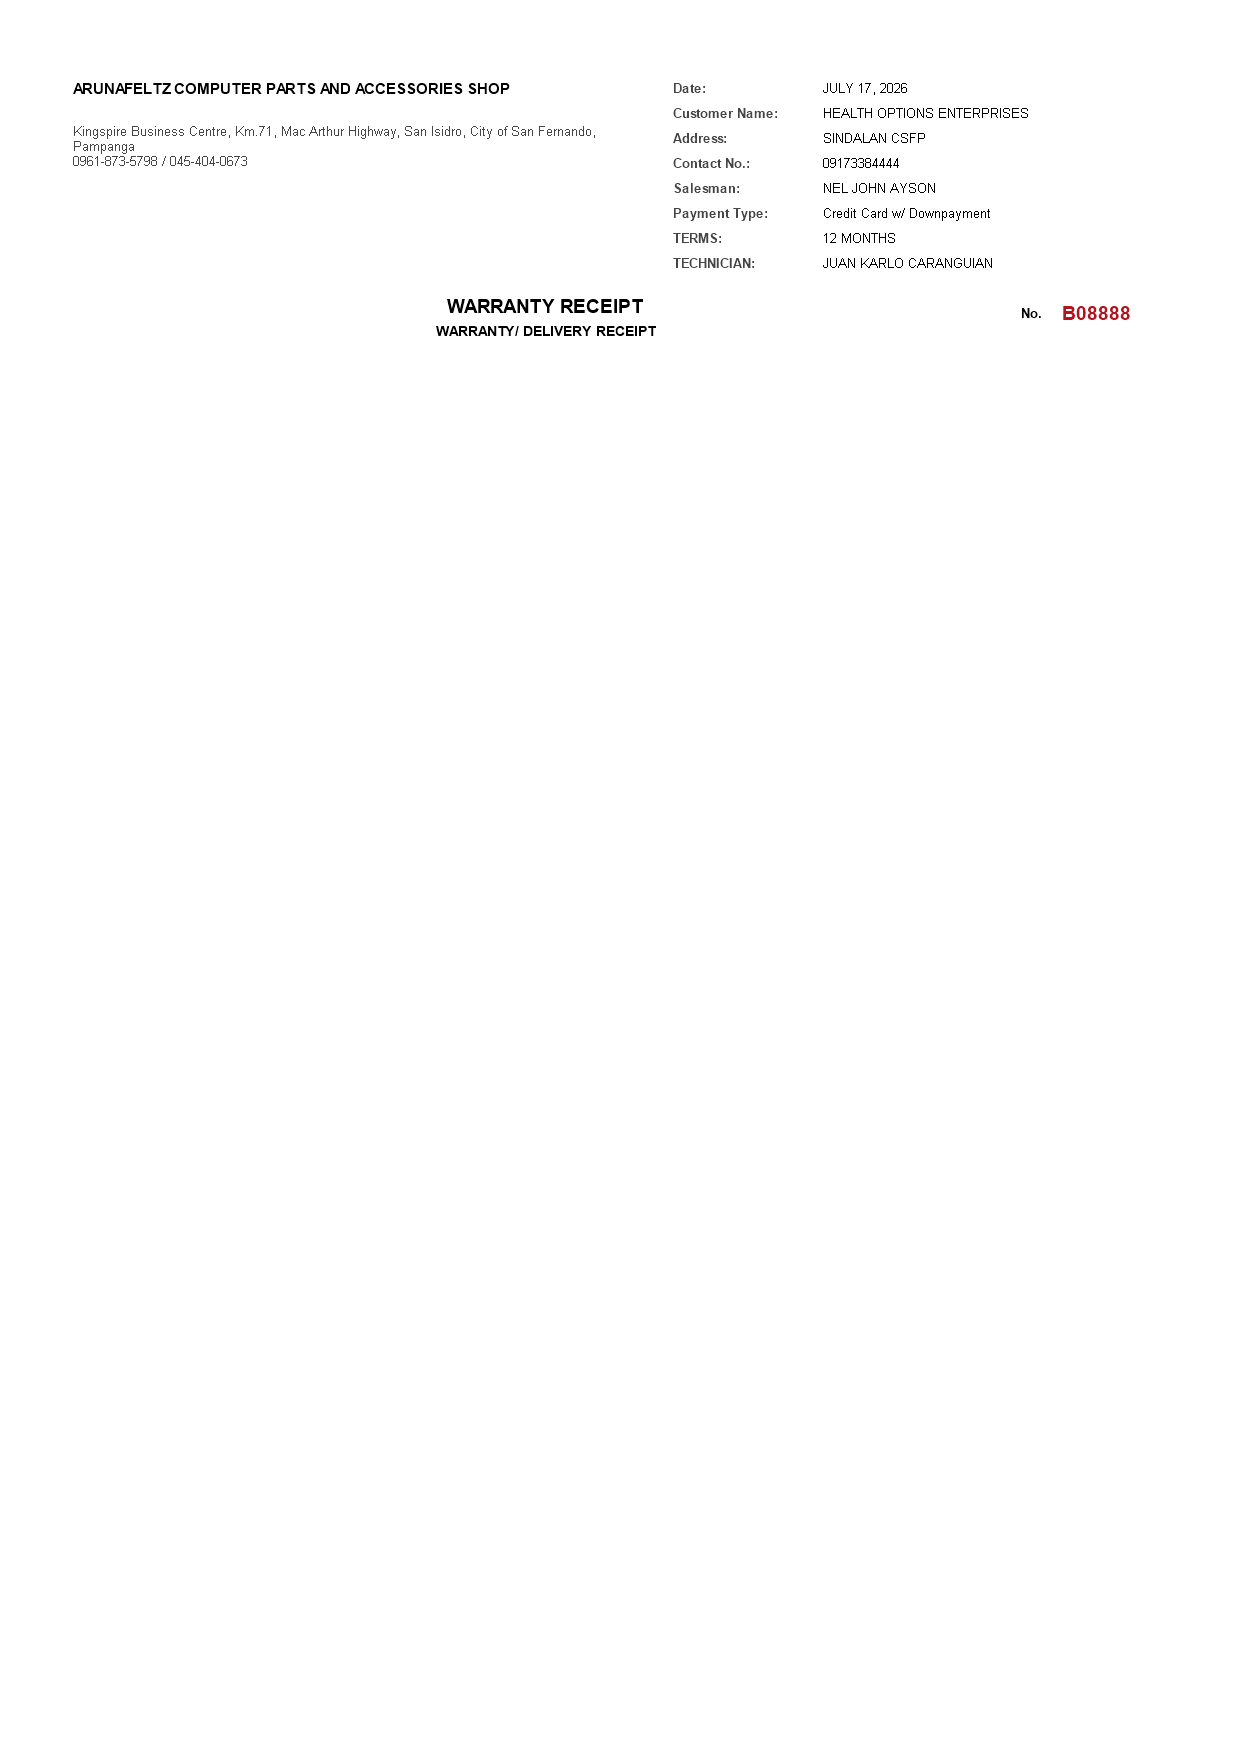 ARUNAFELTZ COMPUTER PARTS AND ACCESSORIES SHOP
Kingspire Business Centre, Km.71, Mac Arthur Highway, San Isidro, City of San Fernando,
Pampanga
0961-873-5798 / 045-404-0673
Date: JULY 17, 2026
Customer Name: HEALTH OPTIONS ENTERPRISES
Address: SINDALAN CSFP
Contact No.: 09173384444
Salesman: NEL JOHN AYSON
Payment Type: Credit Card w/ Downpayment
TERMS: 12 MONTHS
TECHNICIAN: JUAN KARLO CARANGUIAN
WARRANTY RECEIPT
WARRANTY/ DELIVERY RECEIPT
No. B08888